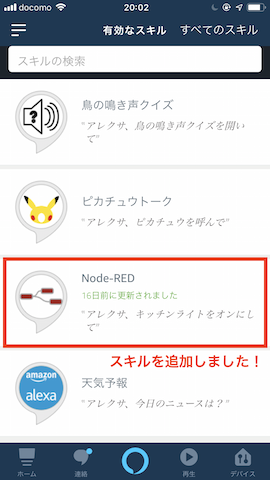 docomo 20:02
有効なスキル すべてのスキル
スキルの検索
鳥の鳴き声クイズ
"アレクサ、鳥の鳴き声クイズを開い
て"
ピカチュウトーク
"アレクサ、ピカチュウを呼んで"
Node-RED
16日前に更新されました
"アレクサ、キッチンライトをオンにし
て"
スキルを追加しました！
amazon
alexa
天気予報
"アレクサ、今日のニュースは？"
ホーム 連絡 再生 デバイス